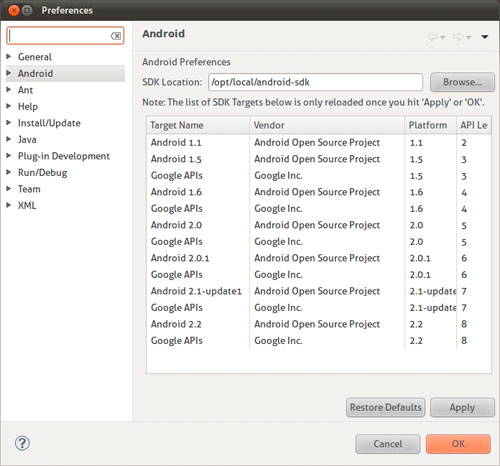 Preferences
General
Android
Ant
Help
Install/Update
Java
Plug-in Development
Run/Debug
Team
XML
Android
Android Preferences
SDK Location: /opt/local/android-sdk Browse...
Note: The list of SDK Targets below is only reloaded once you hit 'Apply' or 'OK'.
Target Name Vendor Platform API Le
Android 1.1 Android Open Source Project 1.1 2
Android 1.5 Android Open Source Project 1.5 3
Google APIs Google Inc. 1.5 3
Android 1.6 Android Open Source Project 1.6 4
Google APIs Google Inc. 1.6 4
Android 2.0 Android Open Source Project 2.0 5
Google APIs Google Inc. 2.0 5
Android 2.0.1 Android Open Source Project 2.0.1 6
Google APIs Google Inc. 2.0.1 6
Android 2.1-update1 Android Open Source Project 2.1-update 7
Google APIs Google Inc. 2.1-update 7
Android 2.2 Android Open Source Project 2.2 8
Google APIs Google Inc. 2.2 8
Restore Defaults Apply
? Cancel OK